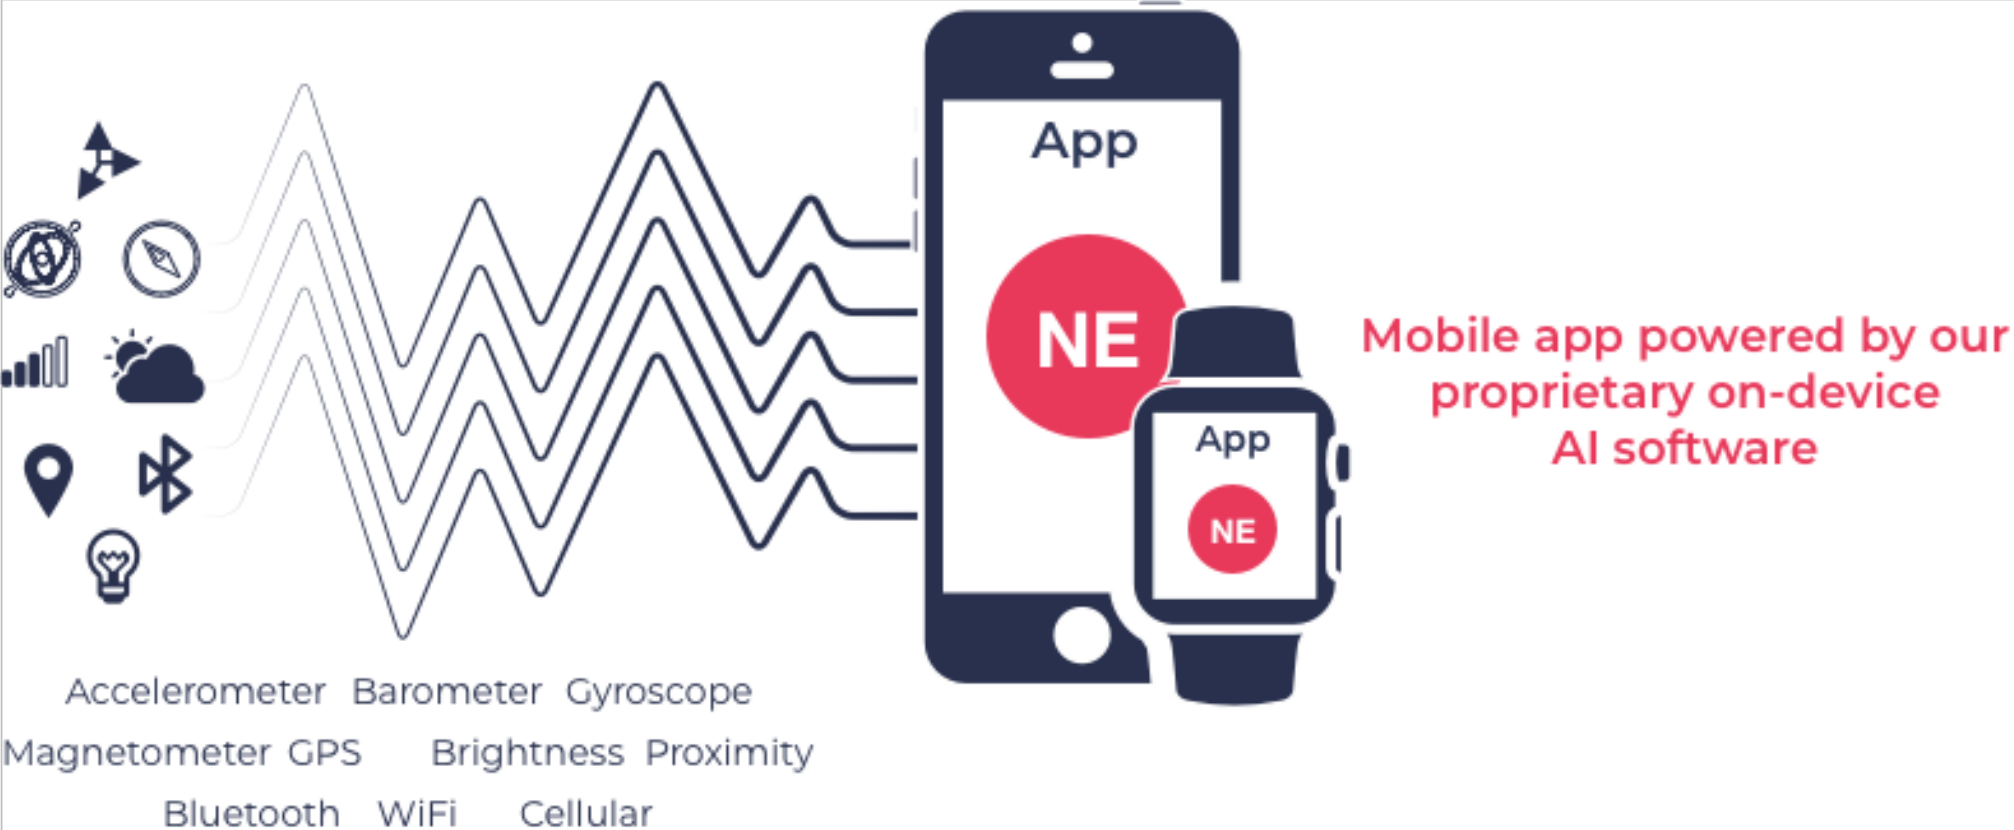 App
NE
App
NE
Mobile app powered by our
proprietary on-device
AI software
Accelerometer Barometer Gyroscope
Magnetometer GPS Brightness Proximity
Bluetooth WiFi Cellular